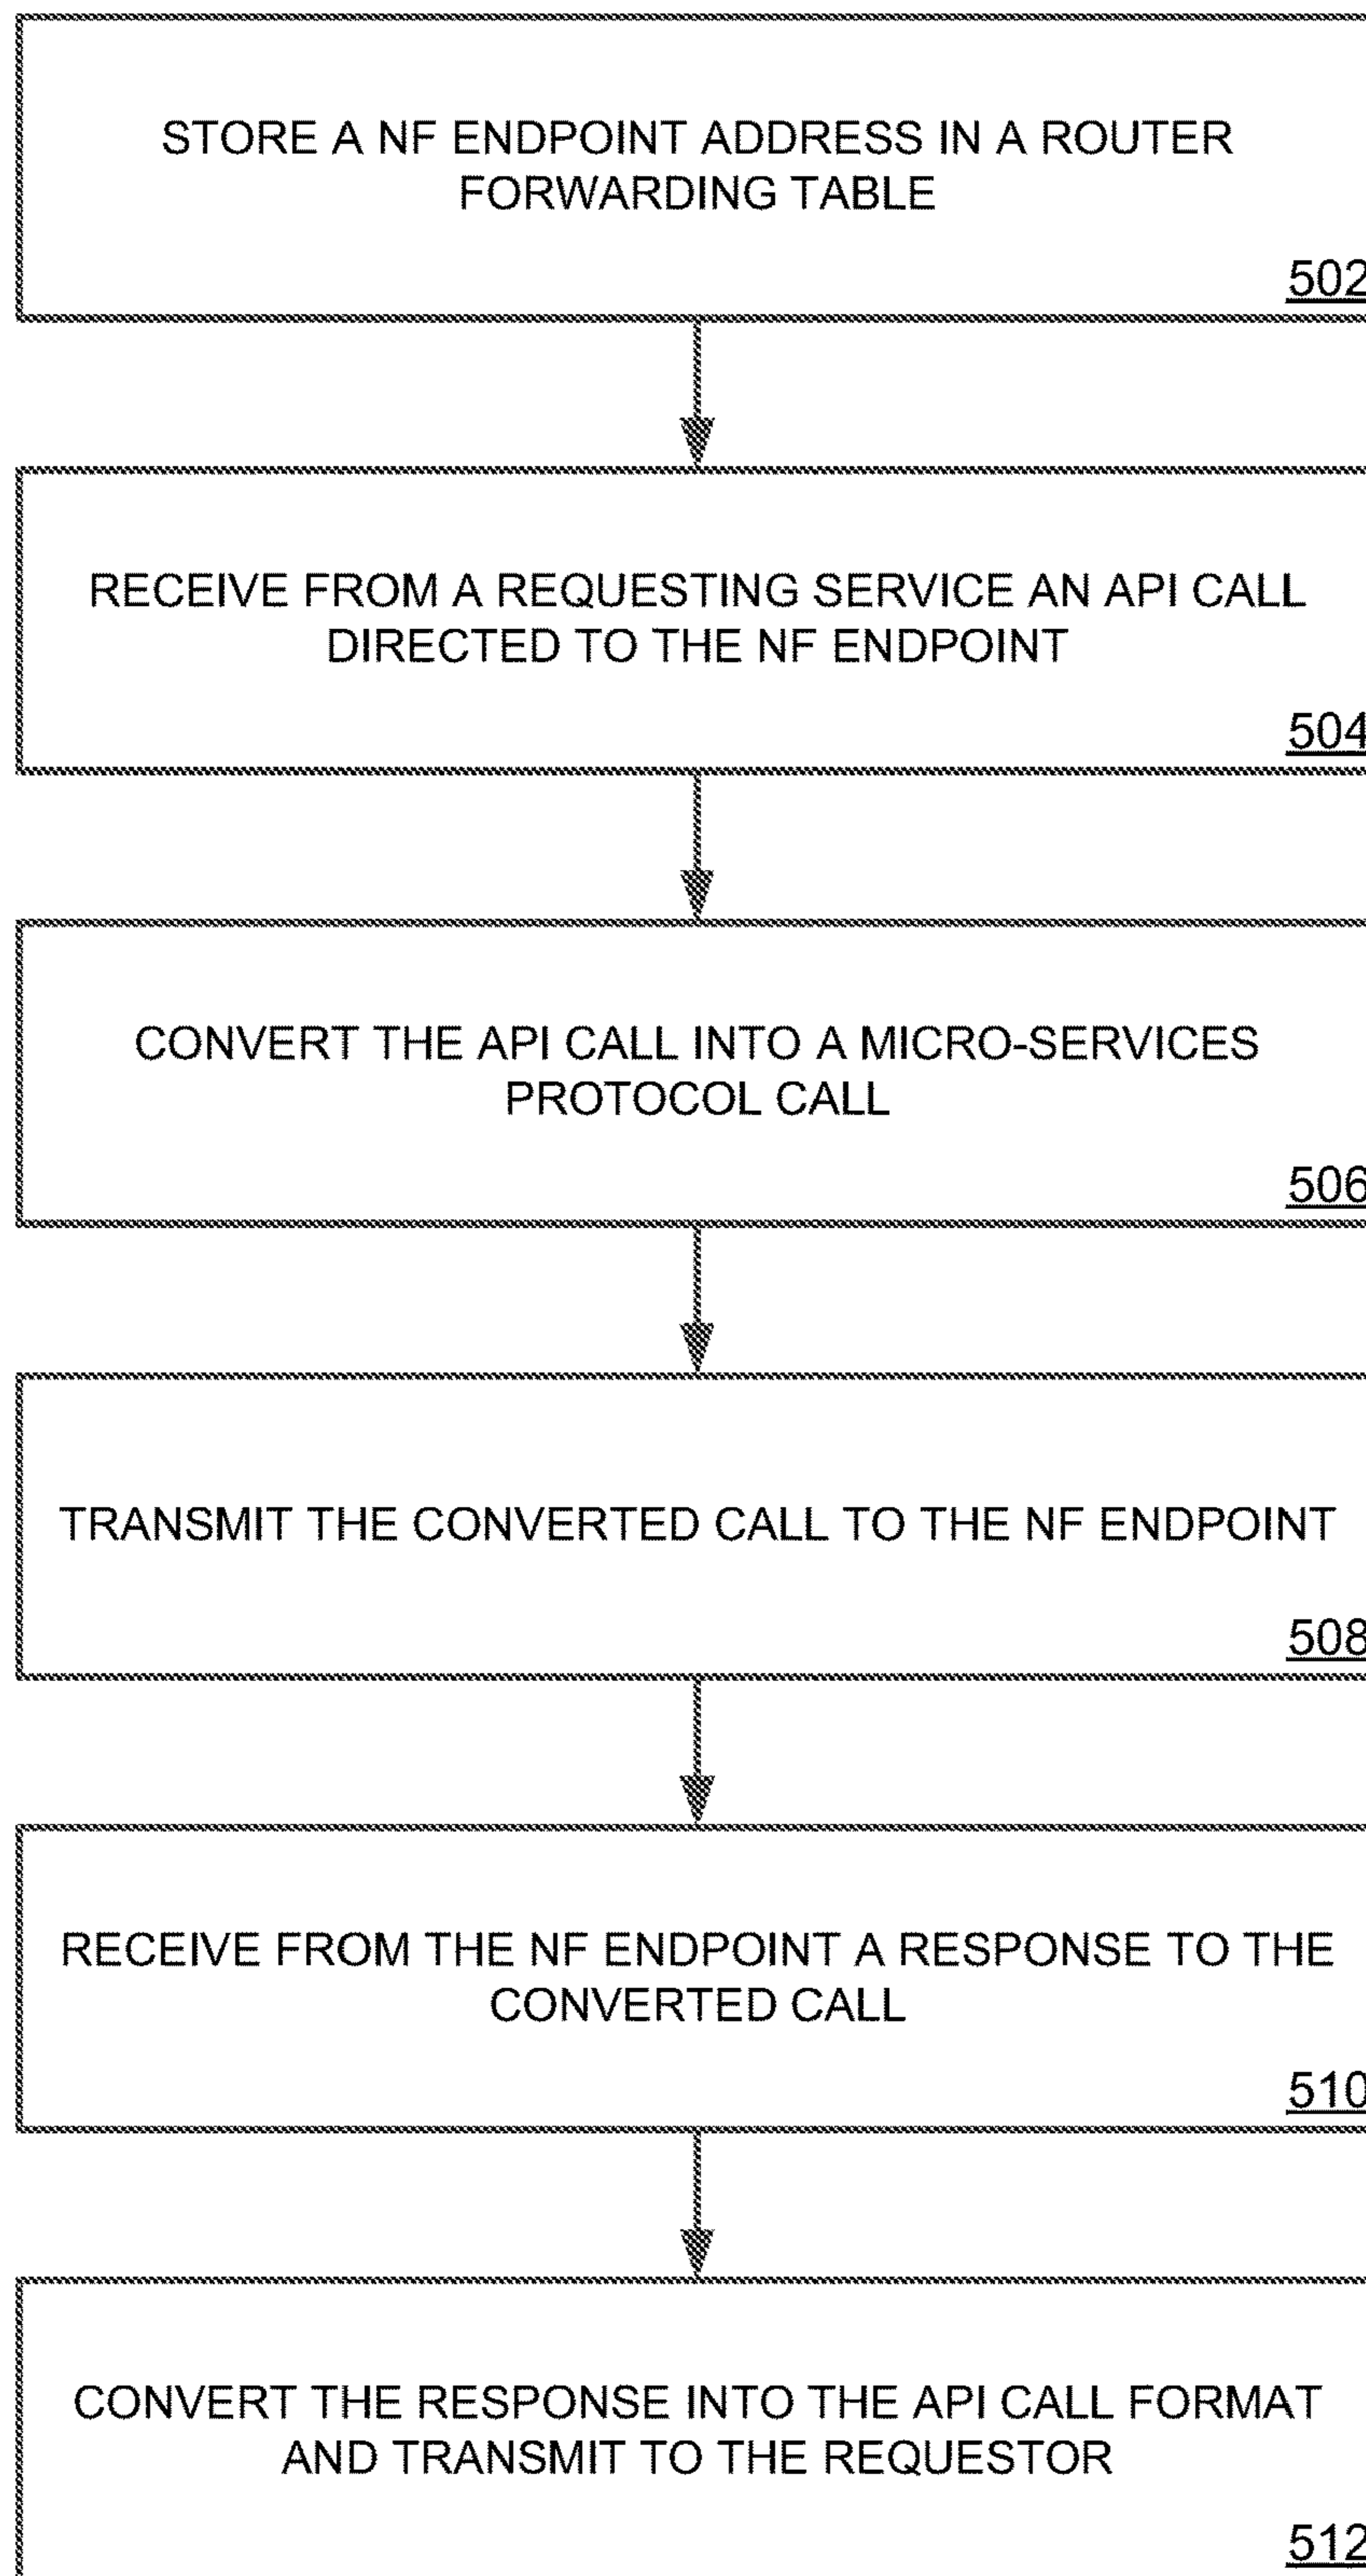 STORE A NF ENDPOINT ADDRESS IN A ROUTER
FORWARDING TABLE
502
RECEIVE FROM A REQUESTING SERVICE AN API CALL
DIRECTED TO THE NF ENDPOINT
504
CONVERT THE API CALL INTO A MICRO-SERVICES
PROTOCOL CALL
506
TRANSMIT THE CONVERTED CALL TO THE NF ENDPOINT
508
RECEIVE FROM THE NF ENDPOINT A RESPONSE TO THE
CONVERTED CALL
510
CONVERT THE RESPONSE INTO THE API CALL FORMAT
AND TRANSMIT TO THE REQUESTOR
512